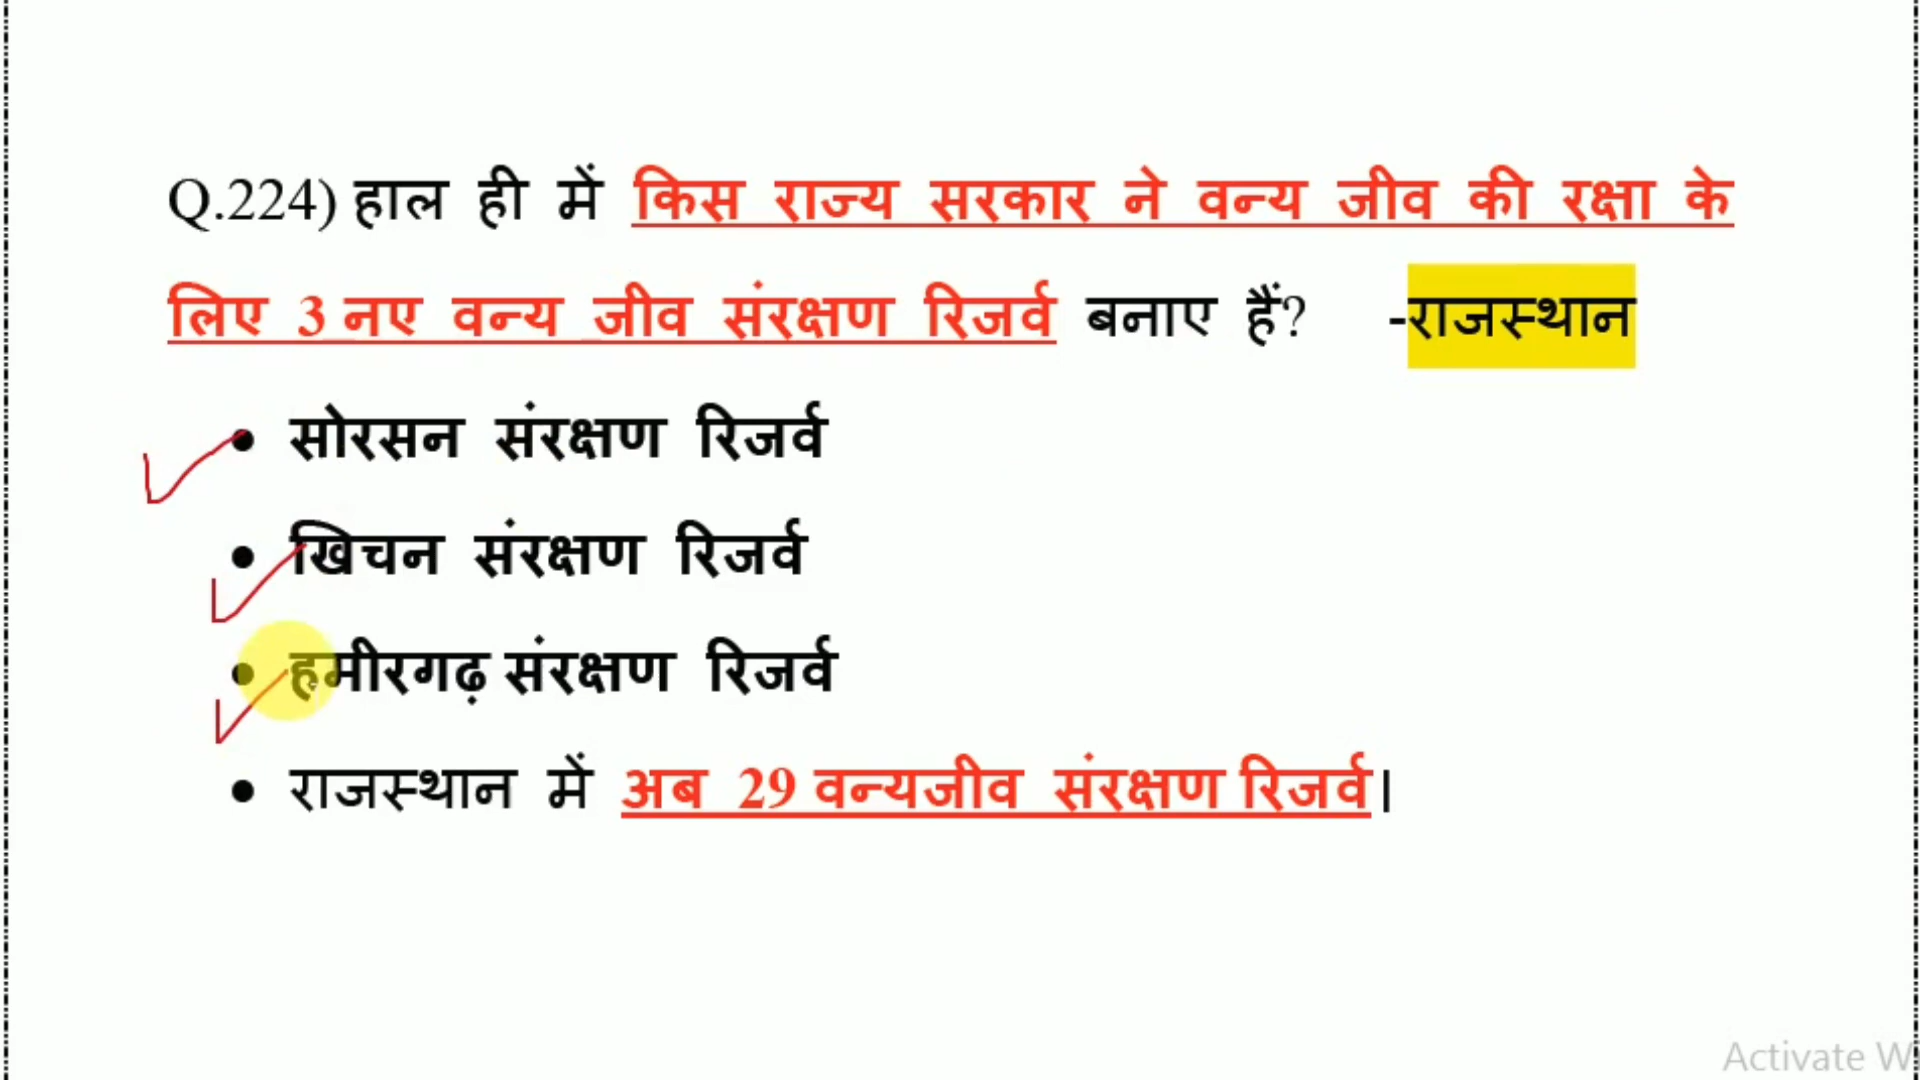 Q.224) हाल ही में किस राज्य सरकार ने वन्य जीव की रक्षा के
लिए 3 नए वन्य जीव संरक्षण रिजर्व बनाए हैं? -राजस्थान
• सोरसन संरक्षण रिजर्व
• खिचन संरक्षण रिजर्व
• हमीरगढ़ संरक्षण रिजर्व
• राजस्थान में अब 29 वन्यजीव संरक्षण रिजर्व।
Activate W